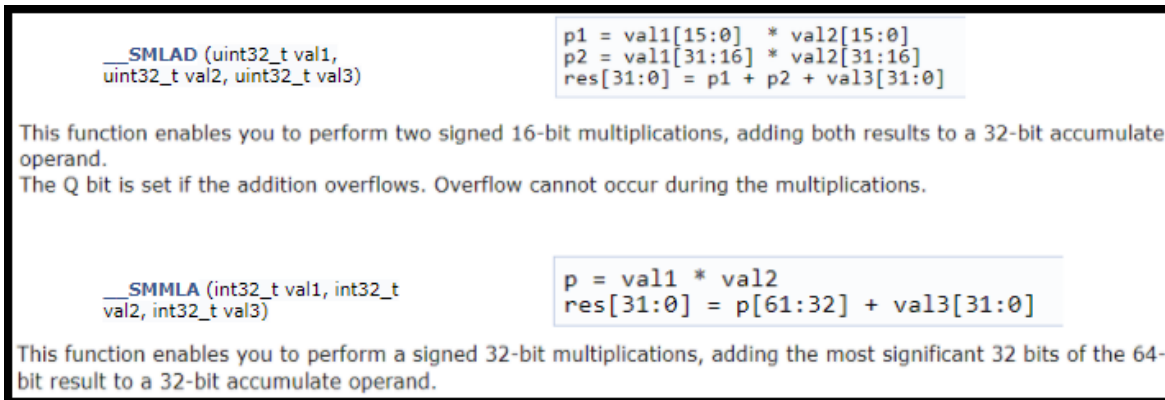 __SMLAD (uint32_t val1,
uint32_t val2, uint32_t val3)
p1 = val1[15:0] * val2[15:0]
p2 = val1[31:16] * val2[31:16]
res[31:0] = p1 + p2 + val3[31:0]
This function enables you to perform two signed 16-bit multiplications, adding both results to a 32-bit accumulate
operand.
The Q bit is set if the addition overflows. Overflow cannot occur during the multiplications.
__SMMLA (int32_t val1, int32_t
val2, int32_t val3)
p = val1 * val2
res[31:0] = p[61:32] + val3[31:0]
This function enables you to perform a signed 32-bit multiplications, adding the most significant 32 bits of the 64-
bit result to a 32-bit accumulate operand.